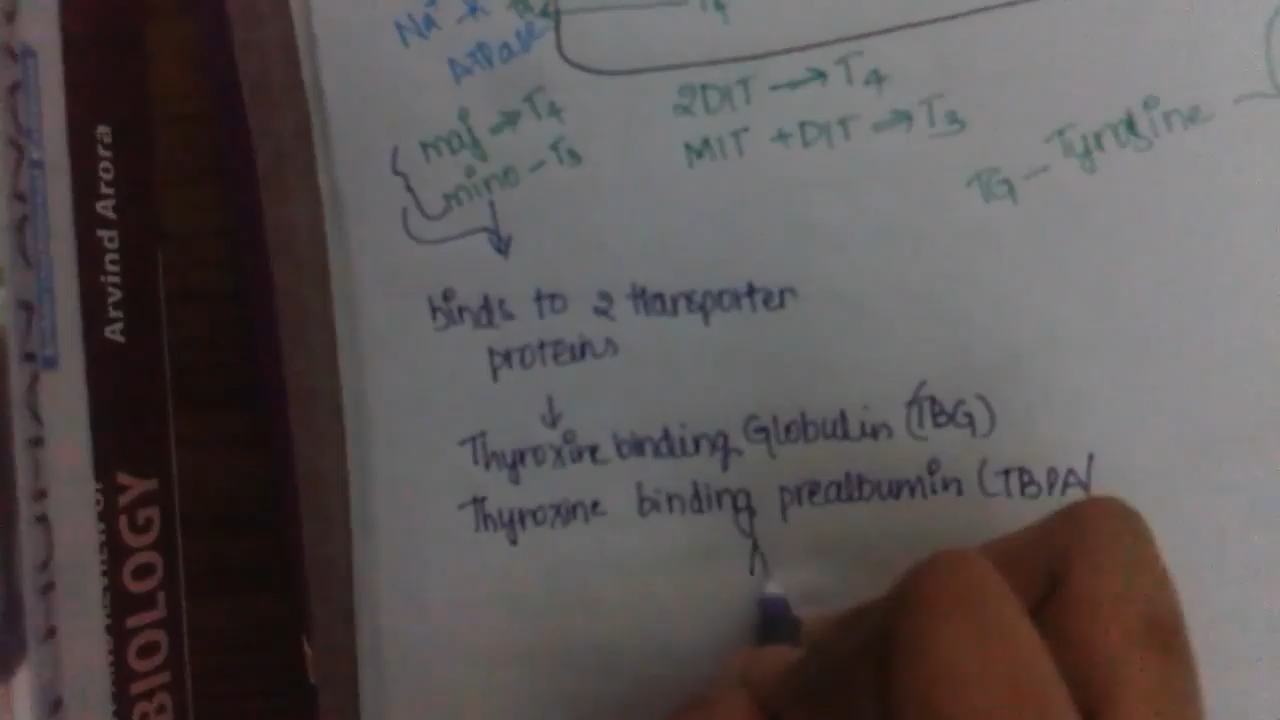 Na⁺ K
ATPase
T4
2DIT → T4
MIT + DIT → T3
maj → T4
mino - T3
TG - Tyrosine
binds to 2 transporter
proteins
↓
Thyroxine binding Globulin (TBG)
Thyroxine binding prealbumin (TBPA)
Arvind Arora
BIOLOGY